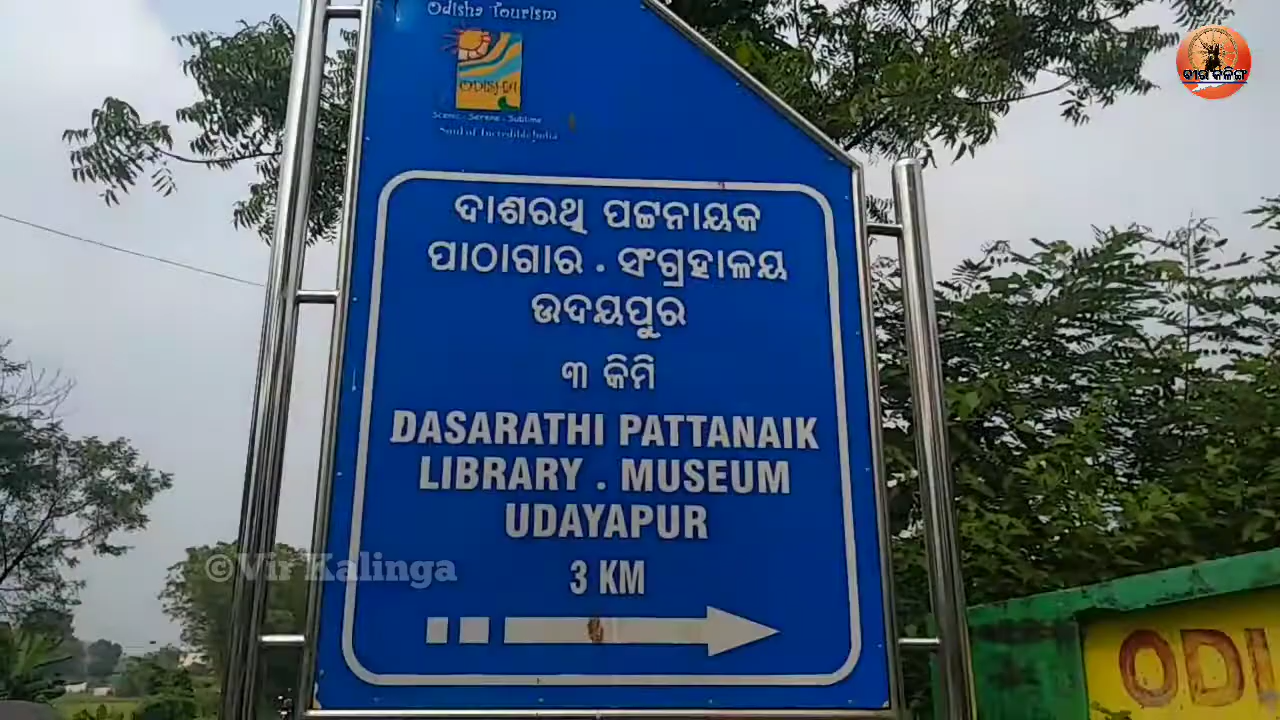 Odisha Tourism
ODISHA
Scenic · Serene · Sublime
Soul of Incredible India
ବୀର କଳିଙ୍ଗ
ଦାଶରଥି ପଟ୍ଟନାୟକ
ପାଠାଗାର . ସଂଗ୍ରହାଳୟ
ଉଦୟପୁର
୩ କିମି
DASARATHI PATTANAIK
LIBRARY . MUSEUM
UDAYAPUR
3 KM
©Vir Kalinga
ODI